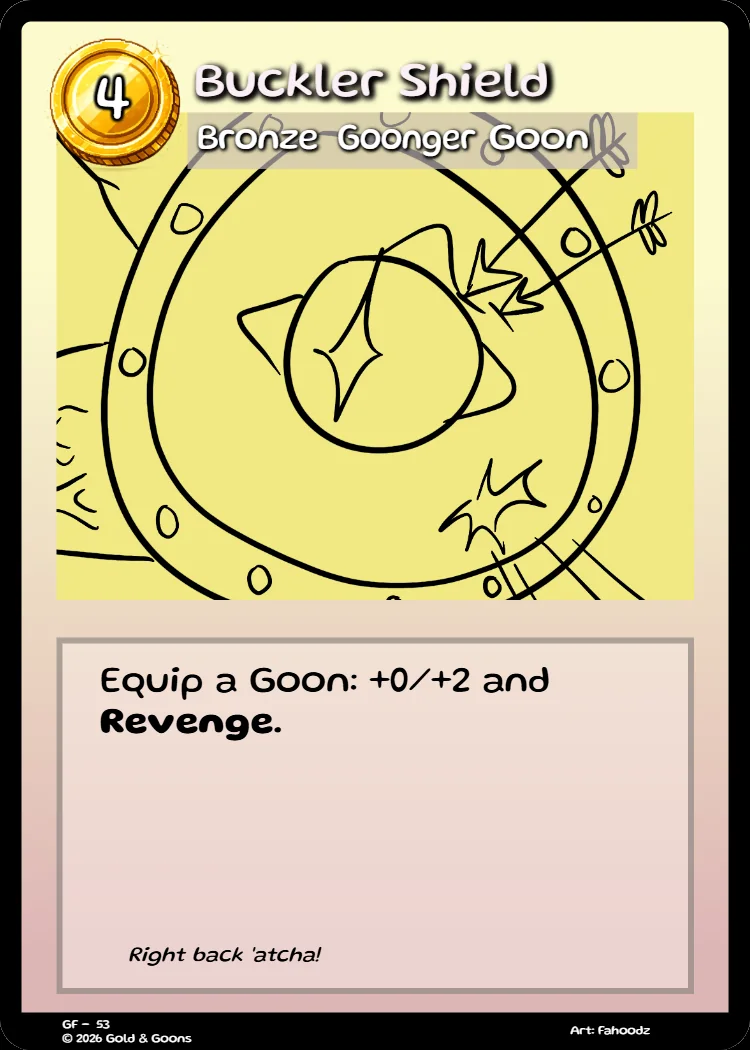 4
Buckler Shield
Bronze Goonger Goon
Equip a Goon: +0/+2 and
Revenge.
Right back 'atcha!
GF - S3
© 2026 Gold & Goons
Art: Fahoodz